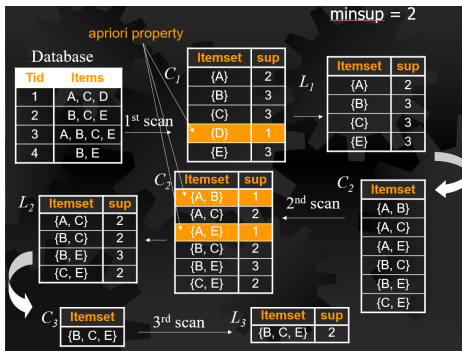 minsup = 2
apriori property
Database
Tid Items
1 A, C, D
2 B, C, E
3 A, B, C, E
4 B, E
1st scan
C1
Itemset sup
{A} 2
{B} 3
{C} 3
{D} 1
{E} 3
L1
Itemset sup
{A} 2
{B} 3
{C} 3
{E} 3
C2
Itemset
{A, B}
{A, C}
{A, E}
{B, C}
{B, E}
{C, E}
2nd scan
C2
Itemset sup
{A, B} 1
{A, C} 2
{A, E} 1
{B, C} 2
{B, E} 3
{C, E} 2
L2
Itemset sup
{A, C} 2
{B, C} 2
{B, E} 3
{C, E} 2
C3
Itemset
{B, C, E}
3rd scan
L3
Itemset sup
{B, C, E} 2